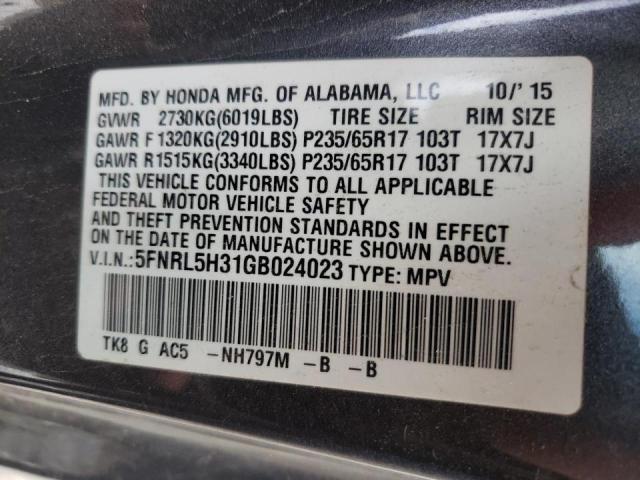 MFD. BY HONDA MFG. OF ALABAMA, LLC 10/'15
GVWR 2730KG(6019LBS) TIRE SIZE RIM SIZE
GAWR F 1320KG(2910LBS) P235/65R17 103T 17X7J
GAWR R1515KG(3340LBS) P235/65R17 103T 17X7J
THIS VEHICLE CONFORMS TO ALL APPLICABLE
FEDERAL MOTOR VEHICLE SAFETY
AND THEFT PREVENTION STANDARDS IN EFFECT
ON THE DATE OF MANUFACTURE SHOWN ABOVE.
V.I.N.:5FNRL5H31GB024023 TYPE: MPV
TK8 G AC5 -NH797M -B -B